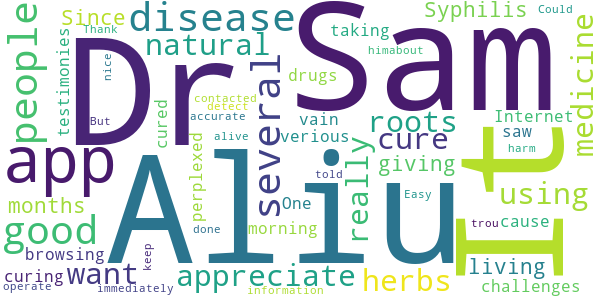 Since
Thank
disease
taking
Syphilis
Could
people
testimonies
nice
natural
himabout
Dr
Sam
medicine
drugs
But
contacted
detect
accurate
cured
several
vain
verious
roots
Internet
saw
harm
It
app
perplexed
alive
cure
really
giving
months
Aliu
told
One
using
good
done
morning
Easy
trou
cause
browsing
keep
want
living
curing
appreciate
herbs
operate
immediately
information
challenges